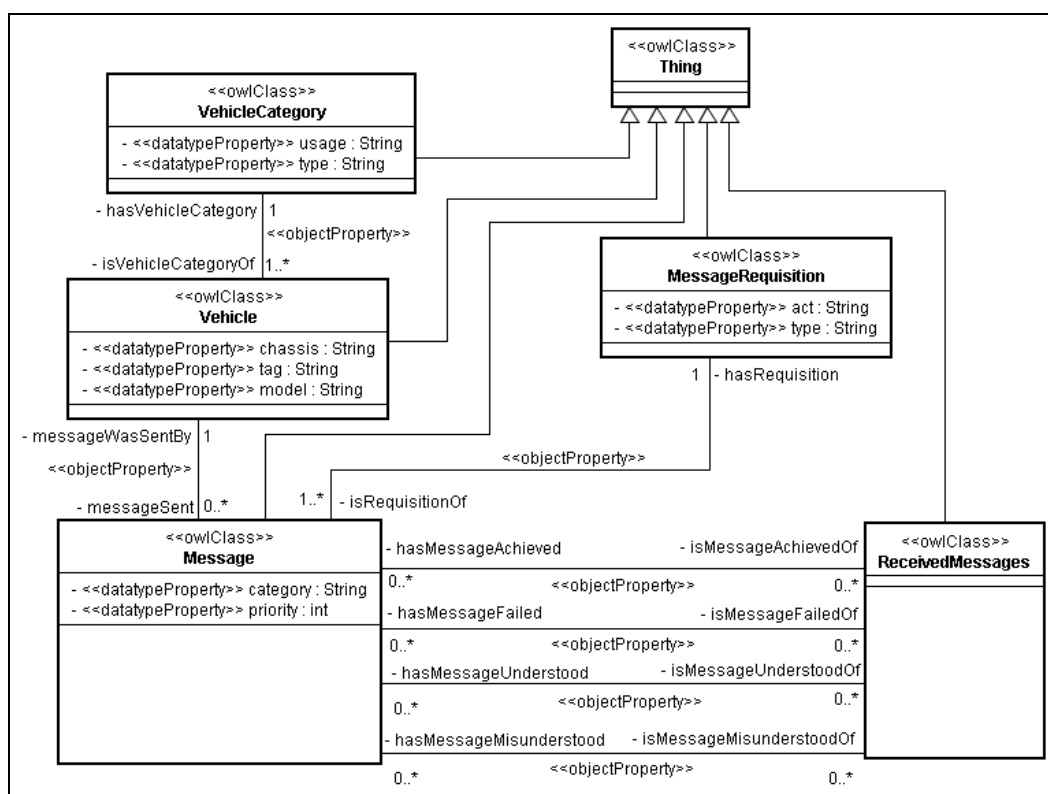 <<owlClass>>
Thing
<<owlClass>>
VehicleCategory
- <<datatypeProperty>> usage : String
- <<datatypeProperty>> type : String
- hasVehicleCategory 1
<<objectProperty>>
- isVehicleCategoryOf 1..*
<<owlClass>>
Vehicle
- <<datatypeProperty>> chassis : String
- <<datatypeProperty>> tag : String
- <<datatypeProperty>> model : String
<<owlClass>>
MessageRequisition
- <<datatypeProperty>> act : String
- <<datatypeProperty>> type : String
1 - hasRequisition
<<objectProperty>>
1..* - isRequisitionOf
- messageWasSentBy 1
<<objectProperty>>
- messageSent 0..*
<<owlClass>>
Message
- <<datatypeProperty>> category : String
- <<datatypeProperty>> priority : int
- hasMessageAchieved - isMessageAchievedOf
0..* <<objectProperty>> 0..*
- hasMessageFailed - isMessageFailedOf
0..* <<objectProperty>> 0..*
- hasMessageUnderstood - isMessageUnderstoodOf
0..* <<objectProperty>> 0..*
- hasMessageMisunderstood - isMessageMisunderstoodOf
0..* <<objectProperty>> 0..*
<<owlClass>>
ReceivedMessages